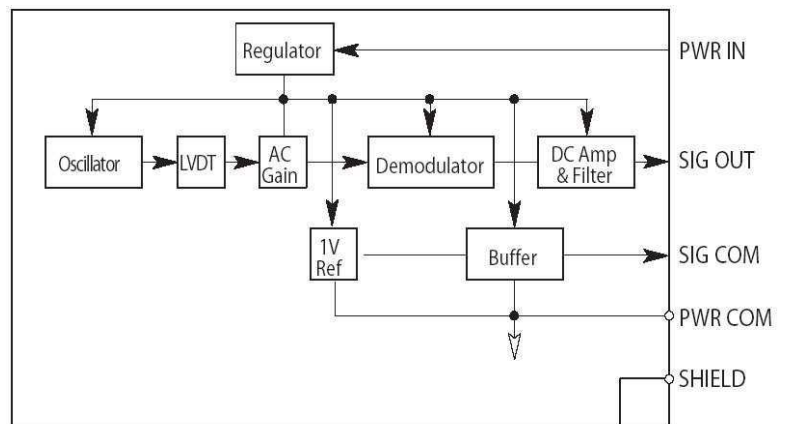 Regulator
PWR IN
Oscillator
LVDT
AC
Gain
Demodulator
DC Amp
& Filter
SIG OUT
1V
Ref
Buffer
SIG COM
PWR COM
SHIELD